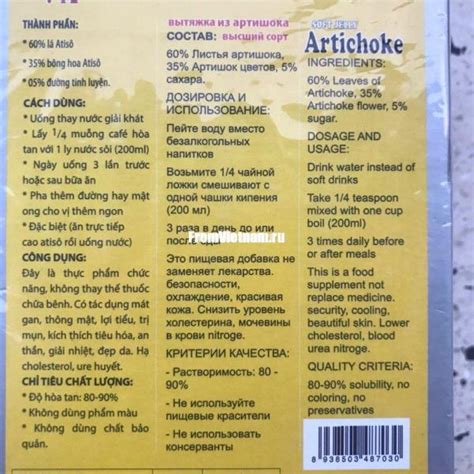 THÀNH PHẦN:
* 60% lá Atisô
* 35% bông hoa Atisô
* 05% đường tinh luyện.
CÁCH DÙNG:
* Uống thay nước giải khát
* Lấy 1/4 muỗng café hòa
tan với 1 ly nước sôi (200ml)
* Ngày uống 3 lần trước
hoặc sau bữa ăn
* Pha thêm đường hay mật
ong cho vị thêm ngon
* Đặc biệt (ăn trực tiếp
cao atisô rồi uống nước)
CÔNG DỤNG:
Đây là thực phẩm chức
năng, không thay thế thuốc
chữa bênh. Có tác dụng mát
gan, thông mật, lợi tiểu, trị
mụn, kích thích tiêu hóa, an
thần, giải nhiệt, đẹp da. Hạ
cholesterol, ure huyết.
CHỈ TIÊU CHẤT LƯỢNG:
* Độ hòa tan: 80-90%
* Không dùng phẩm màu
* Không dùng chất bảo
quản.
вытяжка из артишока
СОСТАВ: высший сорт
60% Листья артишока,
35% Артишок цветов, 5%
сахара.
ДОЗИРОВКА И
ИСПОЛЬЗОВАНИЕ:
Пейте воду вместо
безалкогольных
напитков
Возьмите 1/4 чайной
ложки смешивают с
одной чашки кипения
(200 мл)
3 раза в день до или
после еды
FromVietnam.ru
Это пищевая добавка не
заменяет лекарства.
безопасности,
охлаждение, красивая
кожа. Снизить уровень
холестерина, мочевины
в крови nitroge.
КРИТЕРИИ КАЧЕСТВА:
- Растворимость: 80 -
90%
- Не используйте
пищевые красители
- Не использовать
консерванты
SOFT JELLY
Artichoke
INGREDIENTS:
60% Leaves of
Artichoke, 35%
Artichoke flower, 5%
sugar.
DOSAGE AND
USAGE:
Drink water instead of
soft drinks
Take 1/4 teaspoon
mixed with one cup
boil (200ml)
3 times daily before
or after meals
This is a food
supplement not
replace medicine.
security, cooling,
beautiful skin. Lower
cholesterol, blood
urea nitroge.
QUALITY CRITERIA:
80-90% solubility, no
coloring, no
preservatives
8 938503 487030